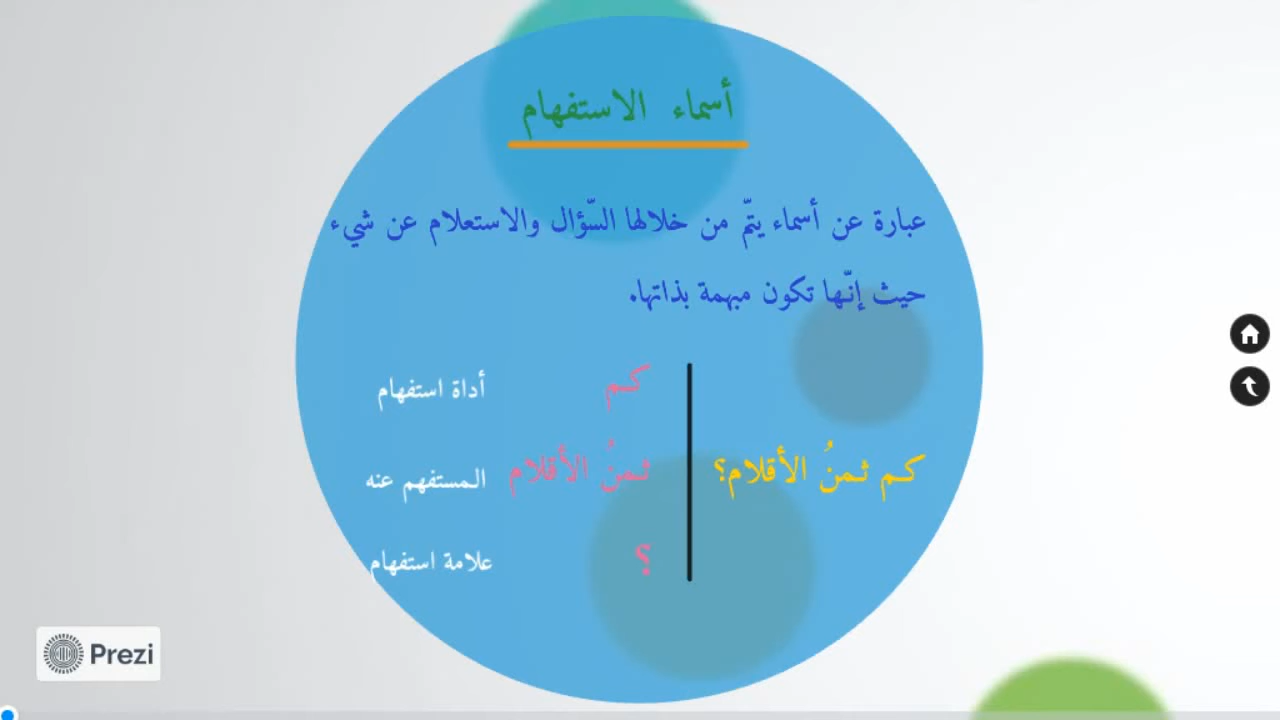 أسماء الاستفهام
عبارة عن أسماء يتمّ من خلالها السّؤال والاستعلام عن شيء
حيث إنّها تكون مبهمة بذاتها.
كم ثمنُ الأقلام؟
كم
أداة استفهام
ثمنُ الأقلام
المستفهم عنه
؟
علامة استفهام
Prezi